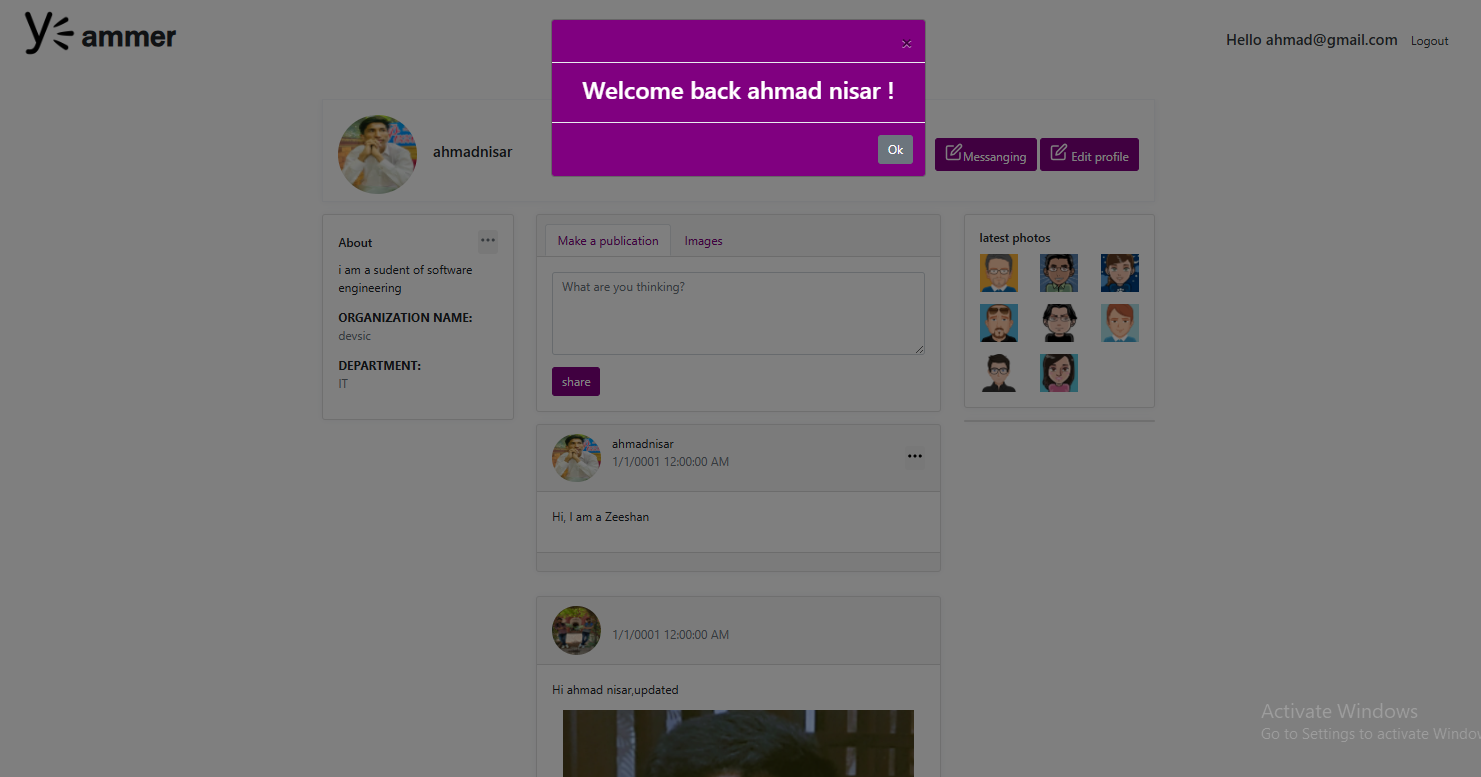 Yammer
Hello ahmad@gmail.com Logout
×
Welcome back ahmad nisar !
Ok
ahmadnisar
Messanging Edit profile
About
i am a sudent of software
engineering
ORGANIZATION NAME:
devsic
DEPARTMENT:
IT
Make a publication Images
What are you thinking?
share
latest photos
ahmadnisar
1/1/0001 12:00:00 AM
Hi, I am a Zeeshan
1/1/0001 12:00:00 AM
Hi ahmad nisar,updated
Activate Windows
Go to Settings to activate Windo